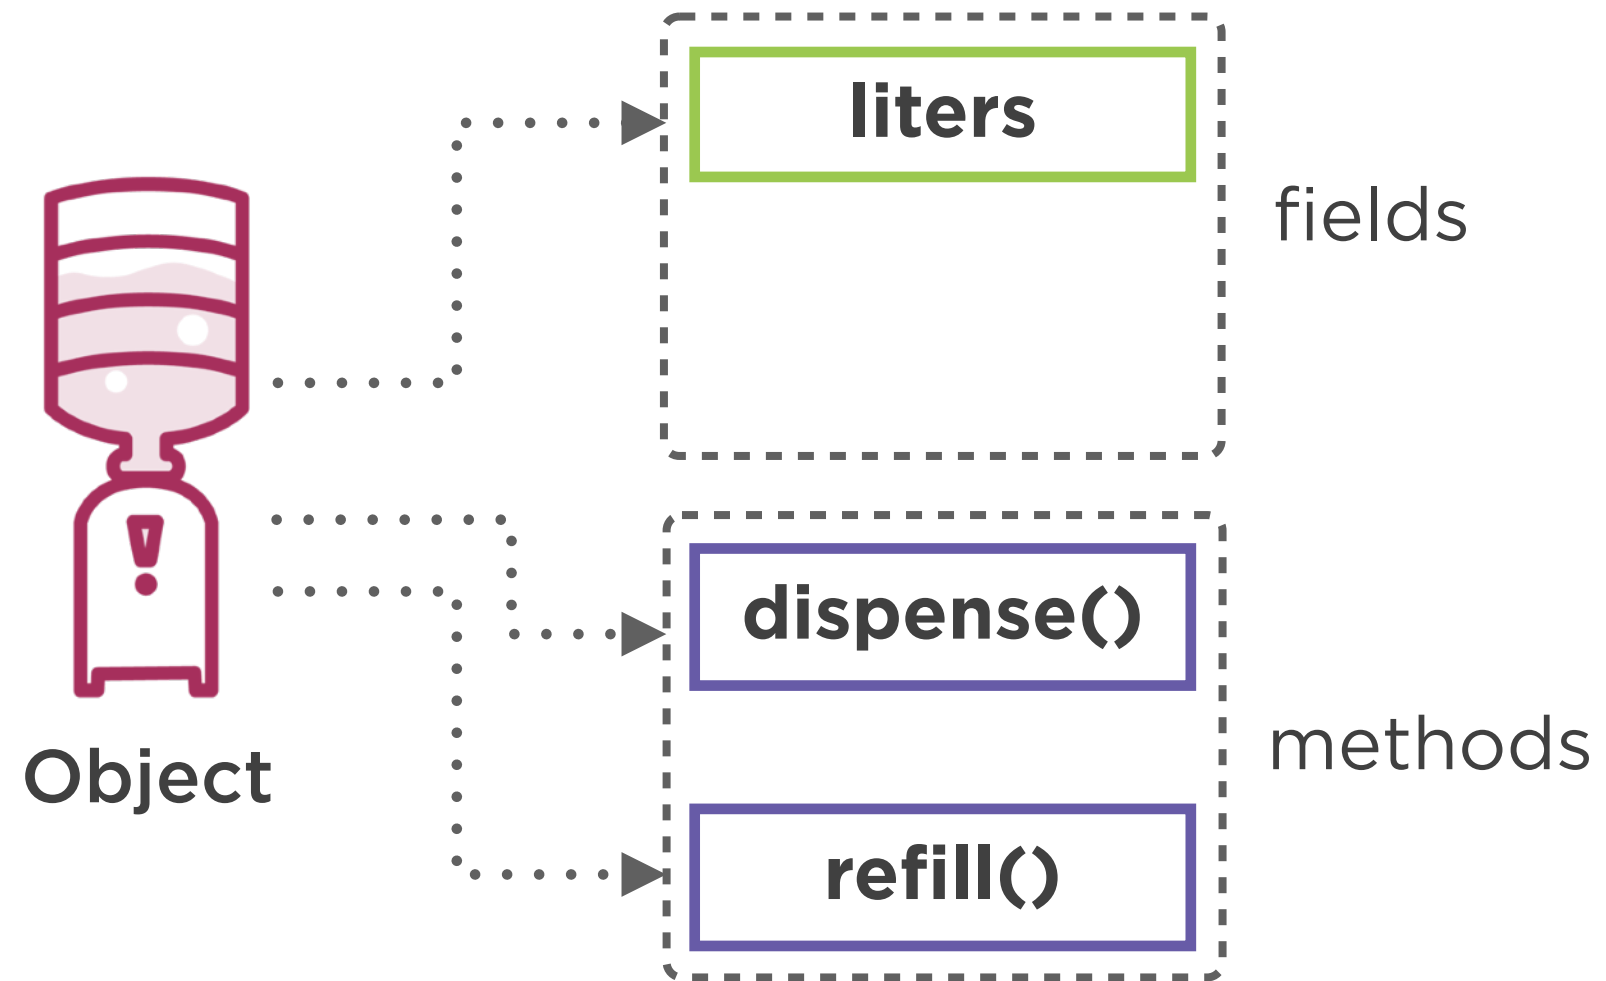 liters
fields
dispense()
methods
Object
refill()